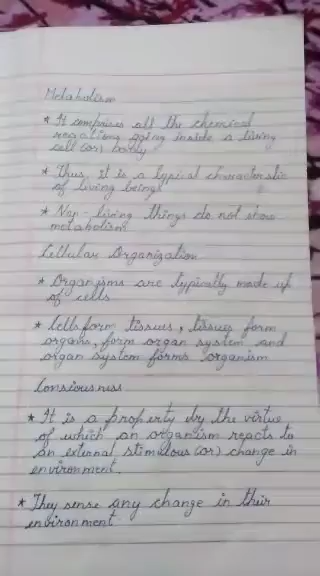 Metabolism
* It comprises all the chemical
reactions going inside a living
cell (or) body
* Thus, it is a typical characteristic
of living beings
* Non-living things do not show
metabolism
Cellular Organization
* Organisms are typically made up
of cells
* Cells form tissues, tissues form
organs, form organ system and
organ system forms organism
Consciousness
* It is a property by the virtue
of which an organism reacts to
an external stimulous (or) change in
environment.
* They sense any change in their
environment.